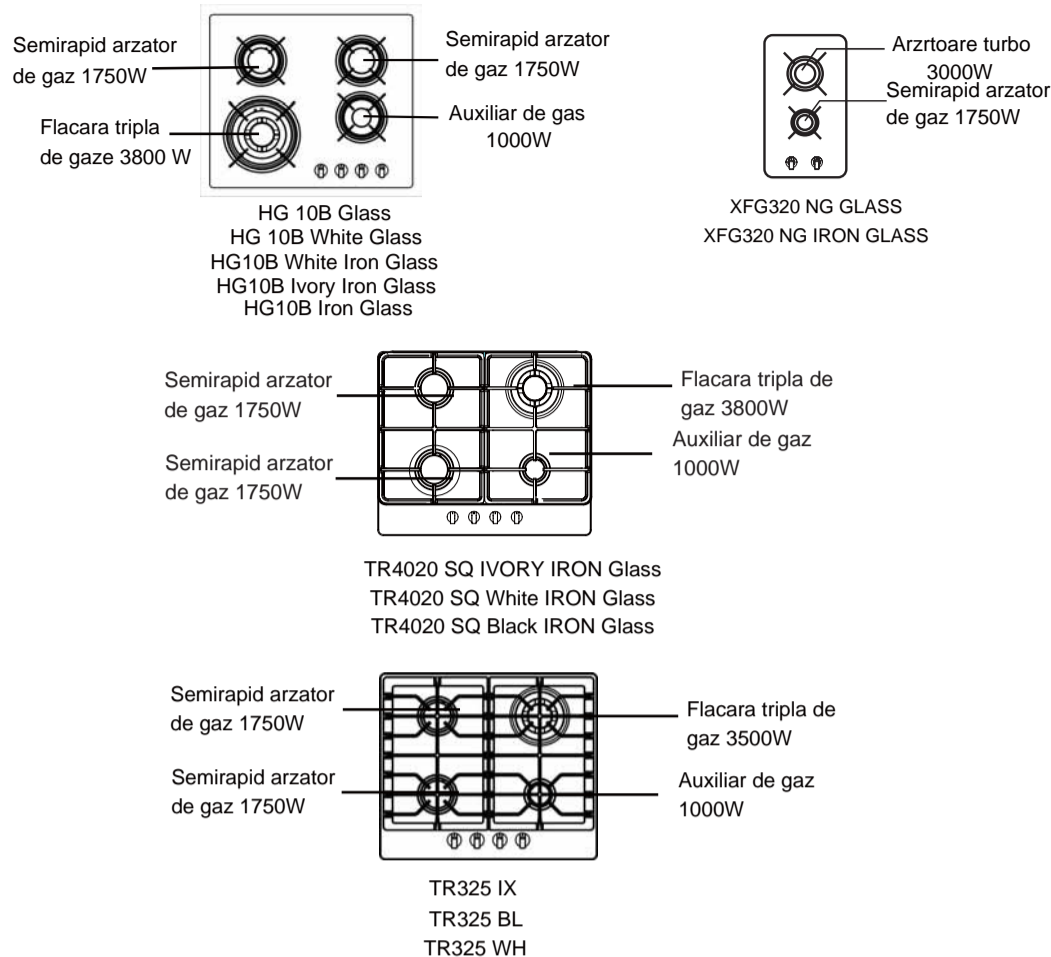 Semirapid arzator
de gaz 1750W
Semirapid arzator
de gaz 1750W
Flacara tripla
de gaze 3800 W
Auxiliar de gas
1000W
HG 10B Glass
HG 10B White Glass
HG10B White Iron Glass
HG10B Ivory Iron Glass
HG10B Iron Glass
Arzrtoare turbo
3000W
Semirapid arzator
de gaz 1750W
XFG320 NG GLASS
XFG320 NG IRON GLASS
Semirapid arzator
de gaz 1750W
Flacara tripla de
gaz 3800W
Semirapid arzator
de gaz 1750W
Auxiliar de gaz
1000W
TR4020 SQ IVORY IRON Glass
TR4020 SQ White IRON Glass
TR4020 SQ Black IRON Glass
Semirapid arzator
de gaz 1750W
Flacara tripla de
gaz 3500W
Semirapid arzator
de gaz 1750W
Auxiliar de gaz
1000W
TR325 IX
TR325 BL
TR325 WH